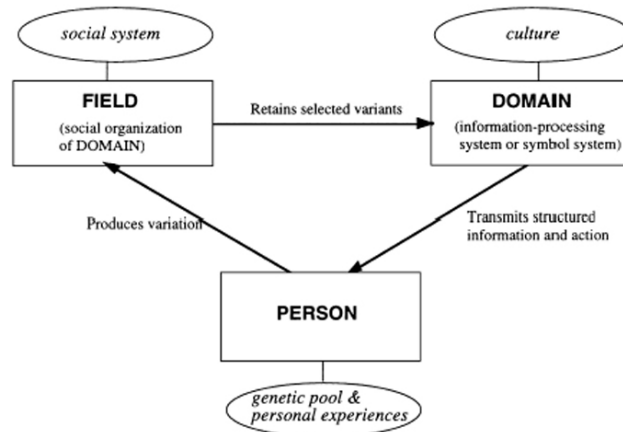 social system
culture
FIELD
(social organization
of DOMAIN)
Retains selected variants
DOMAIN
(information-processing
system or symbol system)
Produces variation
Transmits structured
information and action
PERSON
genetic pool &
personal experiences